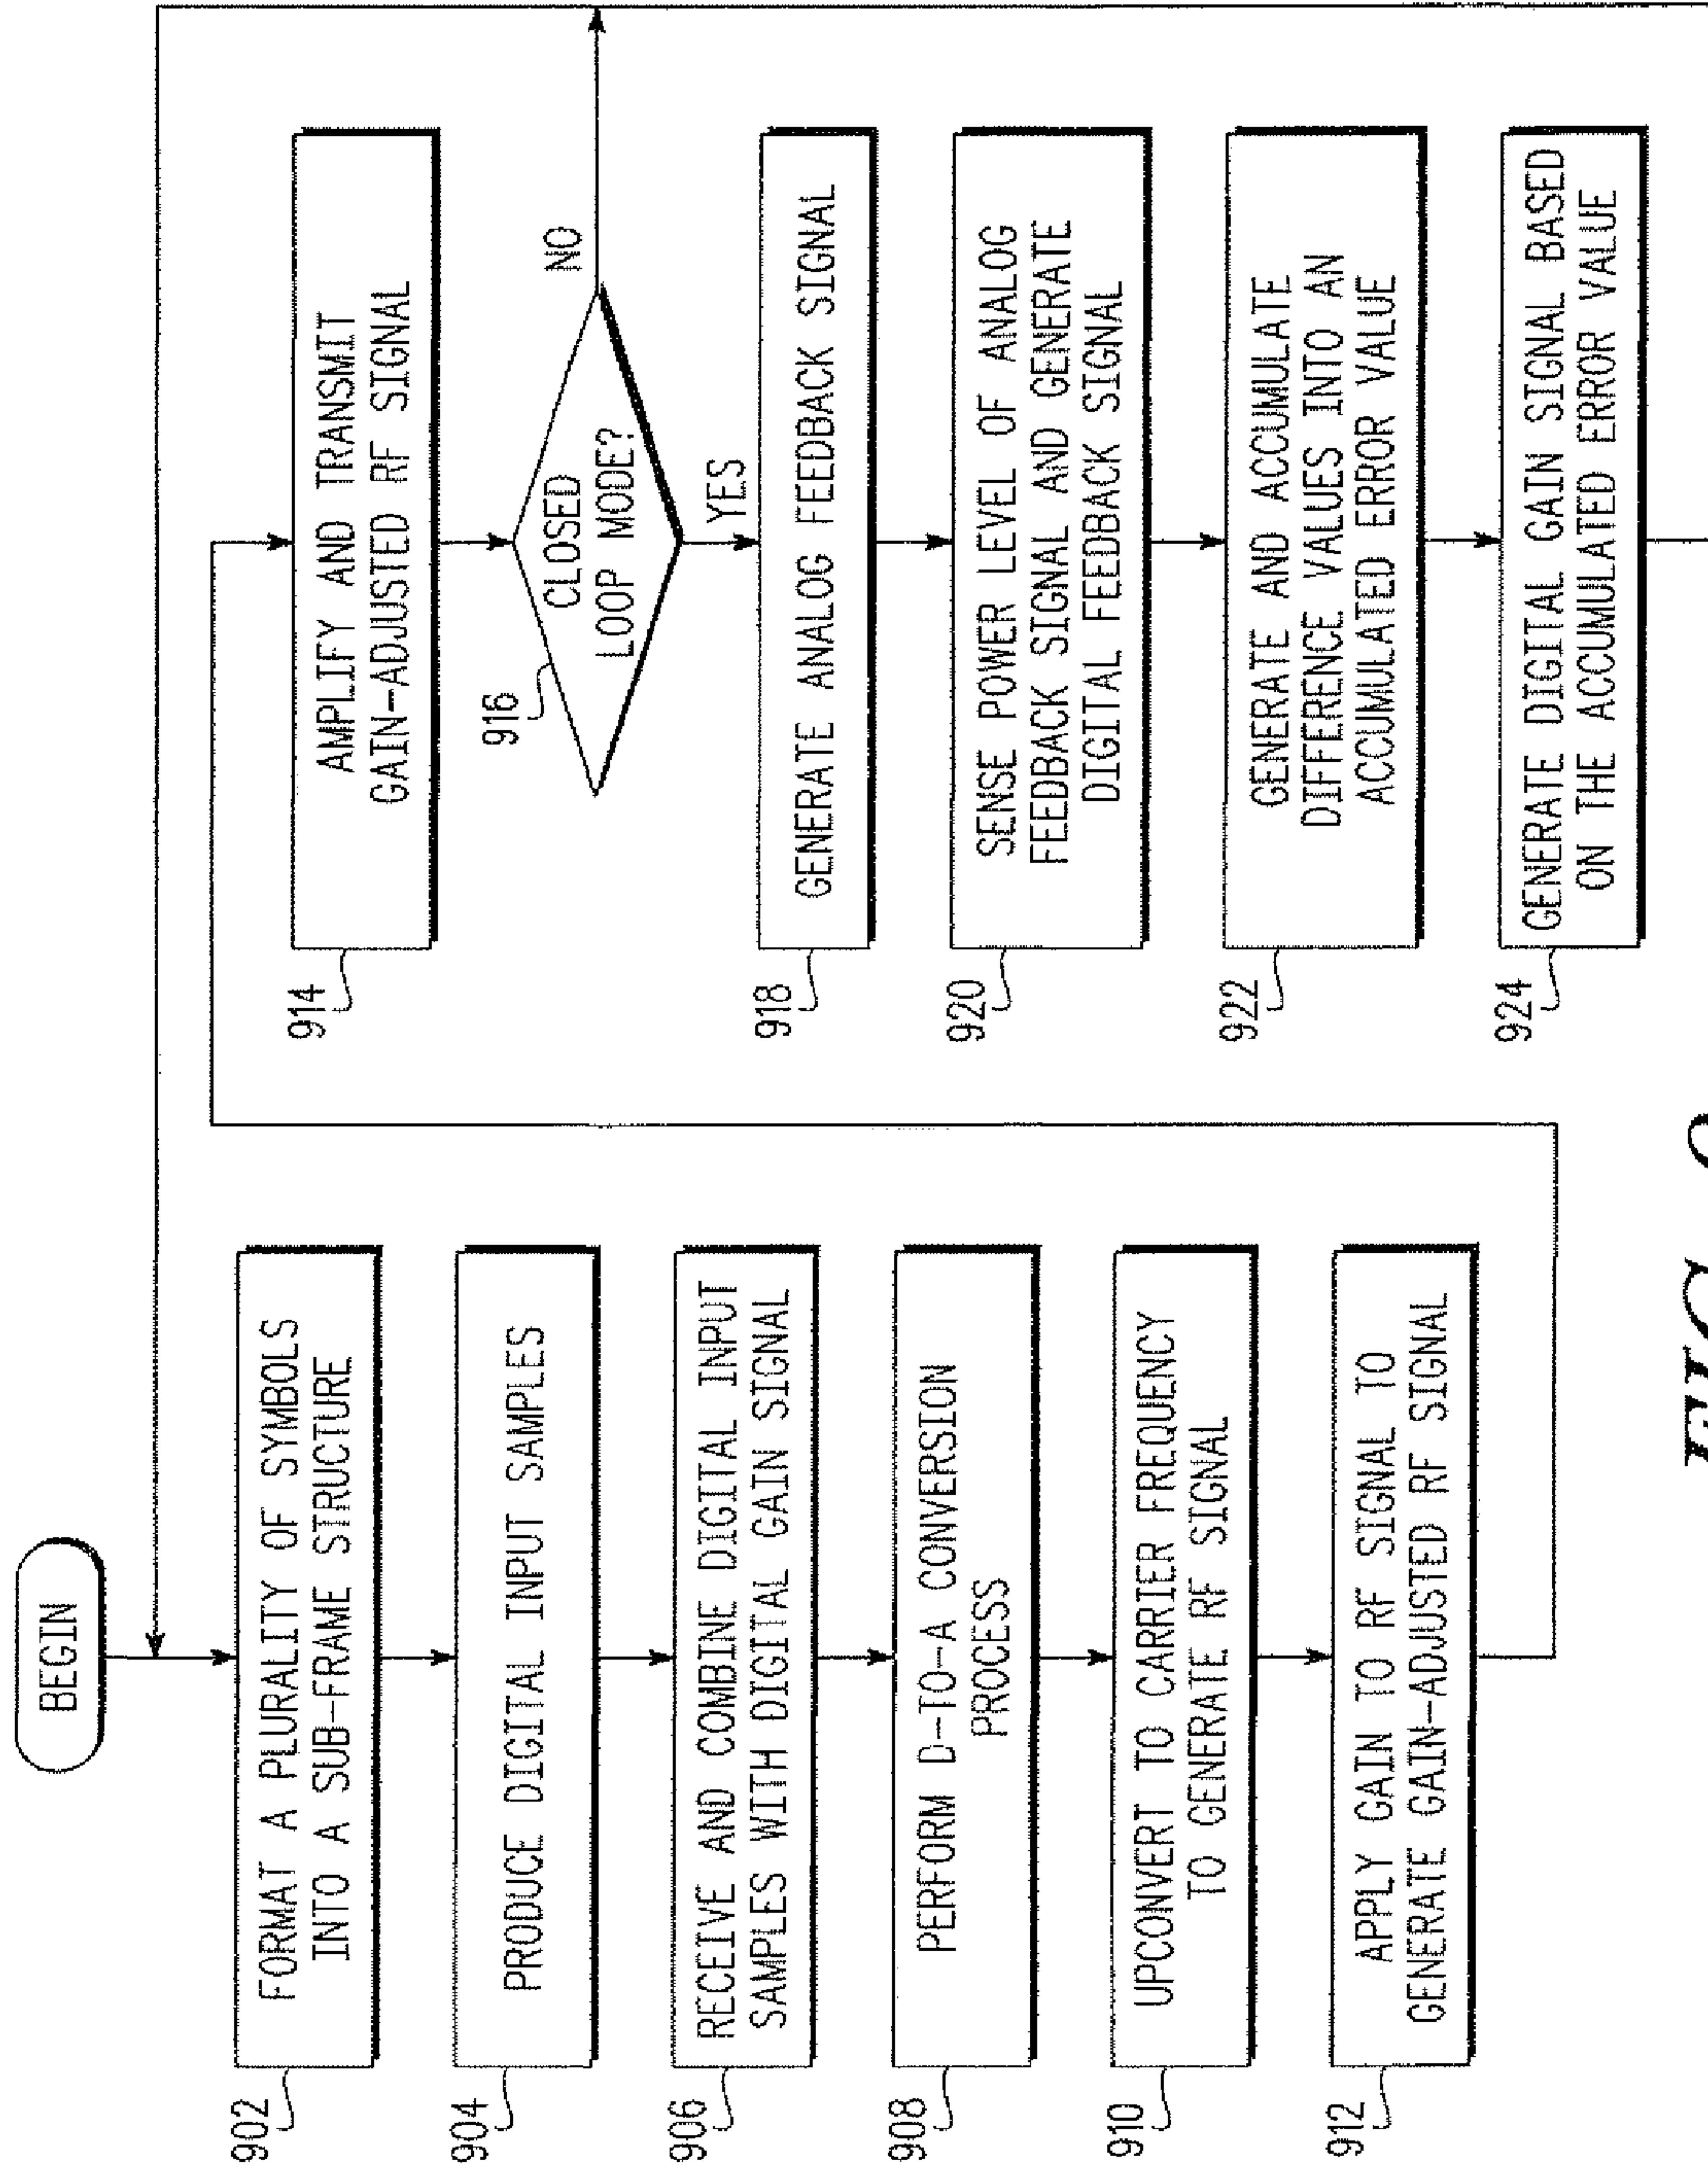 BEGIN
902
FORMAT A PLURALITY OF SYMBOLS
INTO A SUB-FRAME STRUCTURE
904
PRODUCE DIGITAL INPUT SAMPLES
906
RECEIVE AND COMBINE DIGITAL INPUT
SAMPLES WITH DIGITAL GAIN SIGNAL
908
PERFORM D-TO-A CONVERSION
PROCESS
910
UPCONVERT TO CARRIER FREQUENCY
TO GENERATE RF SIGNAL
912
APPLY GAIN TO RF SIGNAL TO
GENERATE GAIN-ADJUSTED RF SIGNAL
914
AMPLIFY AND TRANSMIT
GAIN-ADJUSTED RF SIGNAL
916
CLOSED
LOOP MODE?
NO
YES
918
GENERATE ANALOG FEEDBACK SIGNAL
920
SENSE POWER LEVEL OF ANALOG
FEEDBACK SIGNAL AND GENERATE
DIGITAL FEEDBACK SIGNAL
922
GENERATE AND ACCUMULATE
DIFFERENCE VALUES INTO AN
ACCUMULATED ERROR VALUE
924
GENERATE DIGITAL GAIN SIGNAL BASED
ON THE ACCUMULATED ERROR VALUE